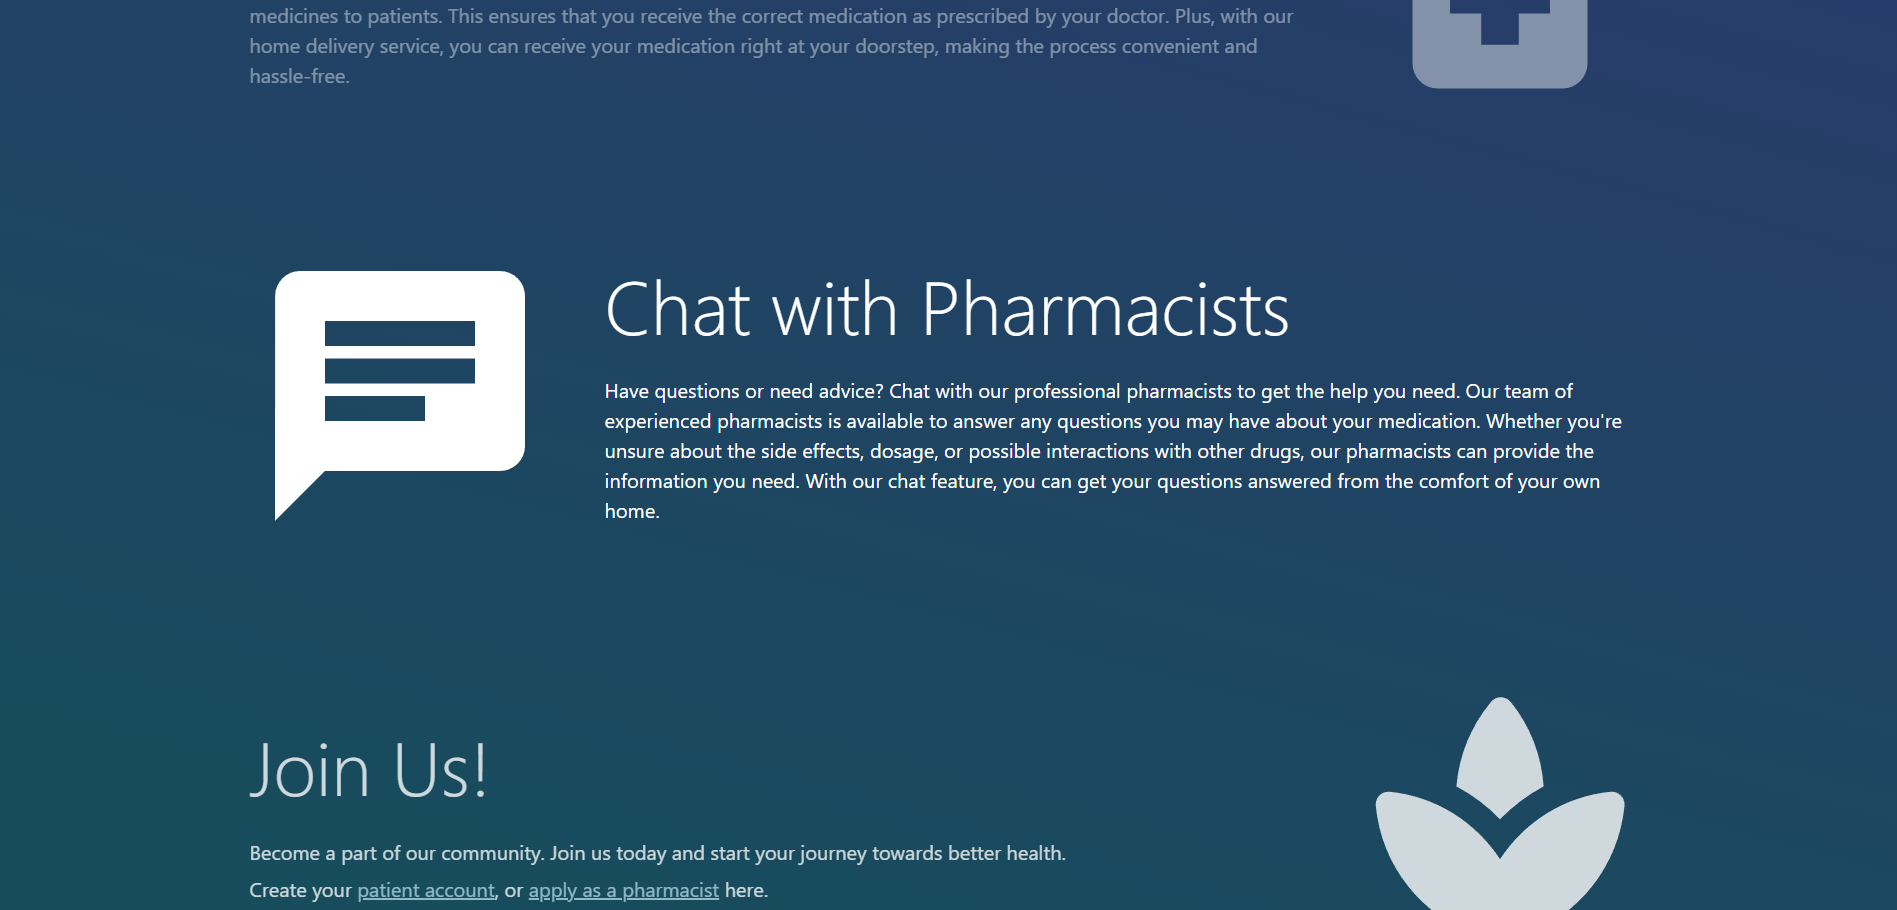 medicines to patients. This ensures that you receive the correct medication as prescribed by your doctor. Plus, with our
home delivery service, you can receive your medication right at your doorstep, making the process convenient and
hassle-free.
Chat with Pharmacists
Have questions or need advice? Chat with our professional pharmacists to get the help you need. Our team of
experienced pharmacists is available to answer any questions you may have about your medication. Whether you're
unsure about the side effects, dosage, or possible interactions with other drugs, our pharmacists can provide the
information you need. With our chat feature, you can get your questions answered from the comfort of your own
home.
Join Us!
Become a part of our community. Join us today and start your journey towards better health.
Create your patient account, or apply as a pharmacist here.